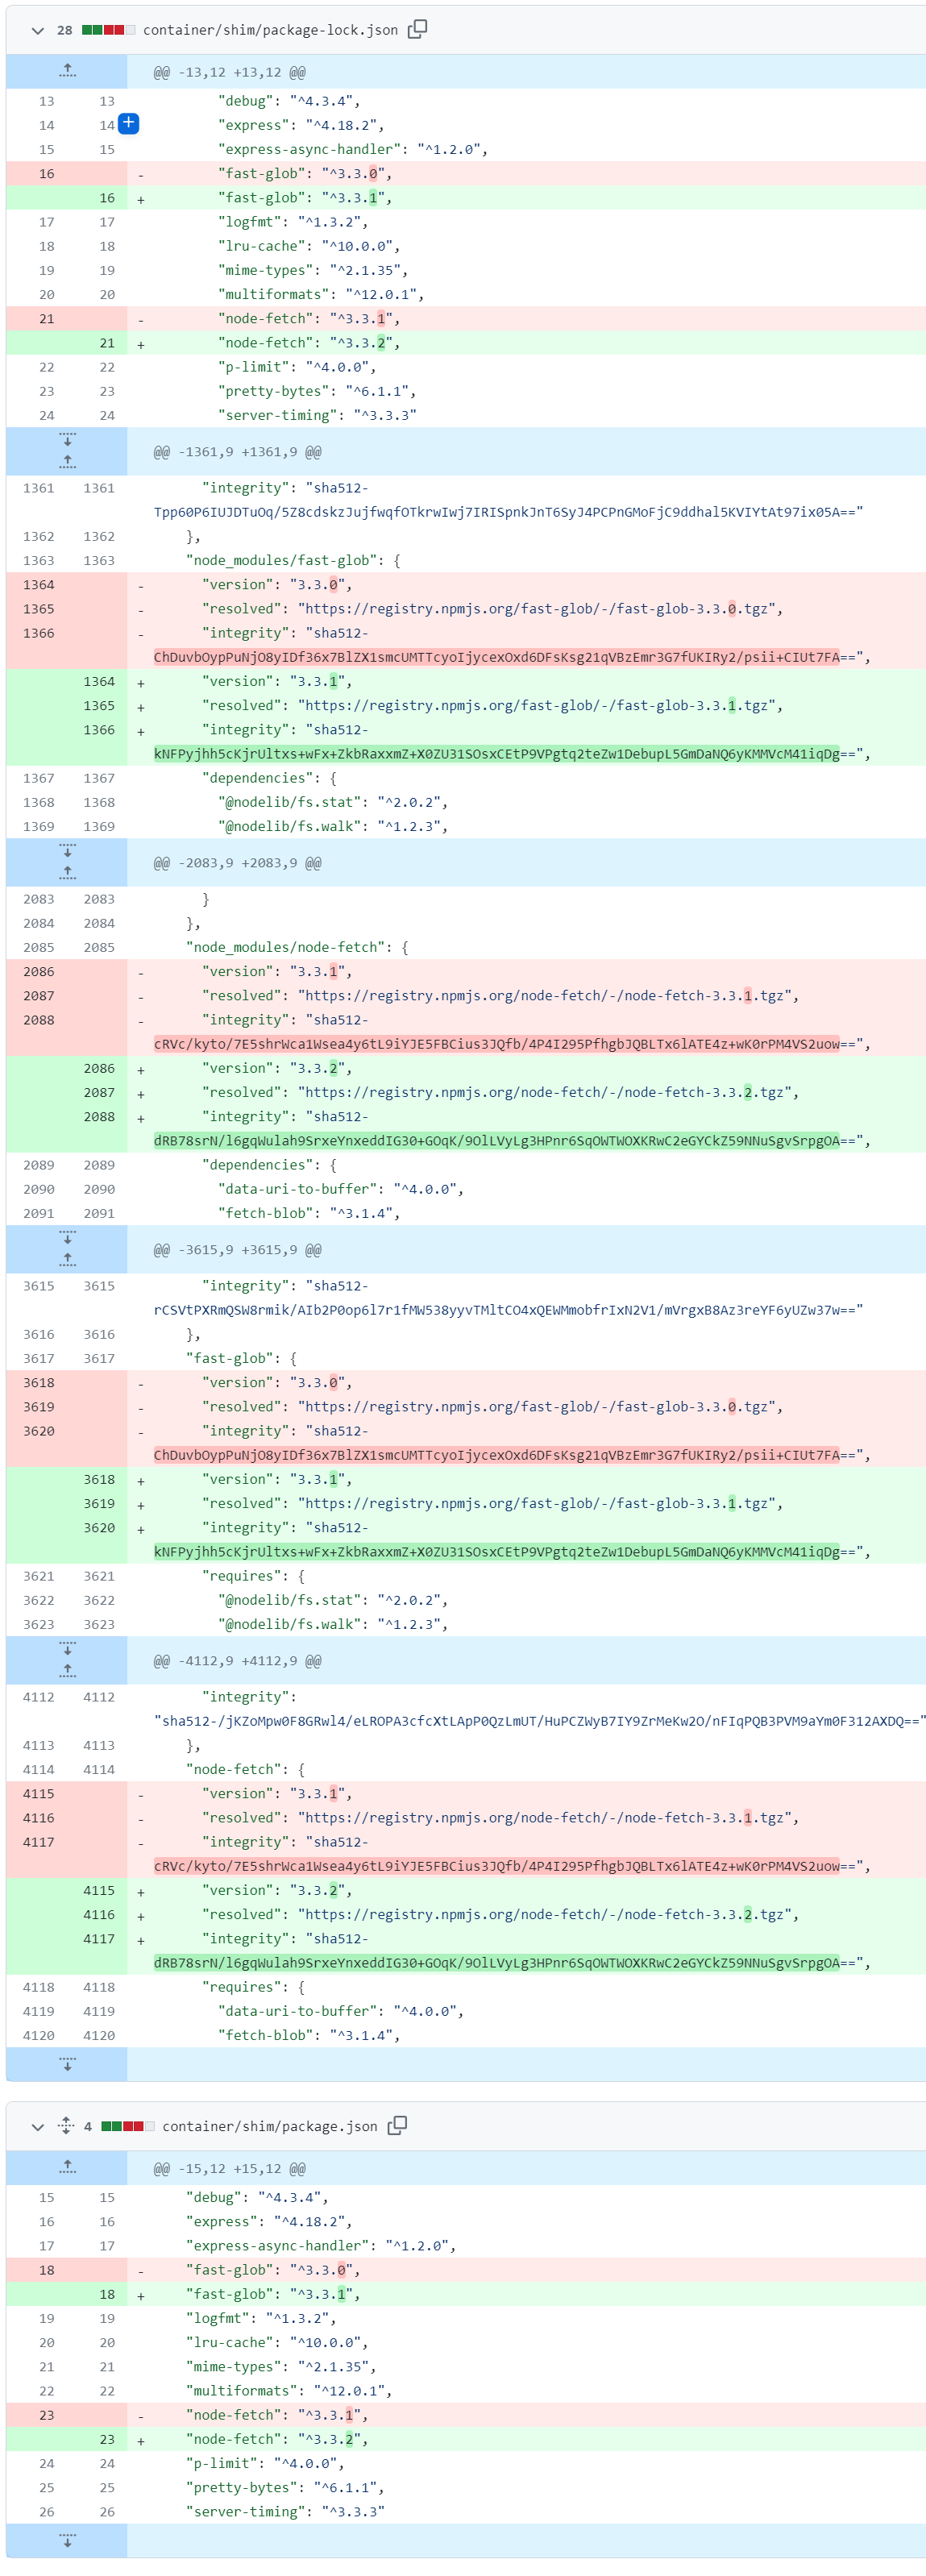 28 container/shim/package-lock.json
@@ -13,12 +13,12 @@
13 13 "debug": "^4.3.4",
14 14 "express": "^4.18.2",
15 15 "express-async-handler": "^1.2.0",
16 - "fast-glob": "^3.3.0",
16 + "fast-glob": "^3.3.1",
17 17 "logfmt": "^1.3.2",
18 18 "lru-cache": "^10.0.0",
19 19 "mime-types": "^2.1.35",
20 20 "multiformats": "^12.0.1",
21 - "node-fetch": "^3.3.1",
21 + "node-fetch": "^3.3.2",
22 22 "p-limit": "^4.0.0",
23 23 "pretty-bytes": "^6.1.1",
24 24 "server-timing": "^3.3.3"
@@ -1361,9 +1361,9 @@
1361 1361 "integrity": "sha512-
Tpp60P6IUJDTuOq/5Z8cdskzJujfwqfOTkrwIwj7IRISpnkJnT6SyJ4PCPnGMoFjC9ddhal5KVIYtAt97ix05A=="
1362 1362 },
1363 1363 "node_modules/fast-glob": {
1364 - "version": "3.3.0",
1365 - "resolved": "https://registry.npmjs.org/fast-glob/-/fast-glob-3.3.0.tgz",
1366 - "integrity": "sha512-
ChDuvbOypPuNjO8yIDf36x7BlZX1smcUMTTcyoIjycexOxd6DFsKsg21qVBzEmr3G7fUKIRy2/psii+CIUt7FA==",
1364 + "version": "3.3.1",
1365 + "resolved": "https://registry.npmjs.org/fast-glob/-/fast-glob-3.3.1.tgz",
1366 + "integrity": "sha512-
kNFPyjhh5cKjrUltxs+wFx+ZkbRaxxmZ+X0ZU31SOsxCEtP9VPgtq2teZw1DebupL5GmDaNQ6yKMMVcM41iqDg==",
1367 1367 "dependencies": {
1368 1368 "@nodelib/fs.stat": "^2.0.2",
1369 1369 "@nodelib/fs.walk": "^1.2.3",
@@ -2083,9 +2083,9 @@
2083 2083 }
2084 2084 },
2085 2085 "node_modules/node-fetch": {
2086 - "version": "3.3.1",
2087 - "resolved": "https://registry.npmjs.org/node-fetch/-/node-fetch-3.3.1.tgz",
2088 - "integrity": "sha512-
cRVc/kyto/7E5shrWca1Wsea4y6tL9iYJE5FBCius3JQfb/4P4I295PfhgbJQBLTx6lATE4z+wK0rPM4VS2uow==",
2086 + "version": "3.3.2",
2087 + "resolved": "https://registry.npmjs.org/node-fetch/-/node-fetch-3.3.2.tgz",
2088 + "integrity": "sha512-
dRB78srN/l6gqWulah9SrxeYnxeddIG30+GOqK/9OlLVyLg3HPnr6SqOWTWOXKRwC2eGYCkZ59NNuSgvSrpgOA==",
2089 2089 "dependencies": {
2090 2090 "data-uri-to-buffer": "^4.0.0",
2091 2091 "fetch-blob": "^3.1.4",
@@ -3615,9 +3615,9 @@
3615 3615 "integrity": "sha512-
rCSVtPXRmQSW8rmik/AIb2P0op6l7r1fMW538yyvTMltCO4xQEWMmobfrIxN2V1/mVrgxB8Az3reYF6yUZw37w=="
3616 3616 },
3617 3617 "fast-glob": {
3618 - "version": "3.3.0",
3619 - "resolved": "https://registry.npmjs.org/fast-glob/-/fast-glob-3.3.0.tgz",
3620 - "integrity": "sha512-
ChDuvbOypPuNjO8yIDf36x7BlZX1smcUMTTcyoIjycexOxd6DFsKsg21qVBzEmr3G7fUKIRy2/psii+CIUt7FA==",
3618 + "version": "3.3.1",
3619 + "resolved": "https://registry.npmjs.org/fast-glob/-/fast-glob-3.3.1.tgz",
3620 + "integrity": "sha512-
kNFPyjhh5cKjrUltxs+wFx+ZkbRaxxmZ+X0ZU31SOsxCEtP9VPgtq2teZw1DebupL5GmDaNQ6yKMMVcM41iqDg==",
3621 3621 "requires": {
3622 3622 "@nodelib/fs.stat": "^2.0.2",
3623 3623 "@nodelib/fs.walk": "^1.2.3",
@@ -4112,9 +4112,9 @@
4112 4112 "integrity":
"sha512-/jKZoMpw0F8GRwl4/eLROPA3cfcXtLApP0QzLmUT/HuPCZWyB7IY9ZrMeKw2O/nFIqPQB3PVM9aYm0F312AXDQ=="
4113 4113 },
4114 4114 "node-fetch": {
4115 - "version": "3.3.1",
4116 - "resolved": "https://registry.npmjs.org/node-fetch/-/node-fetch-3.3.1.tgz",
4117 - "integrity": "sha512-
cRVc/kyto/7E5shrWca1Wsea4y6tL9iYJE5FBCius3JQfb/4P4I295PfhgbJQBLTx6lATE4z+wK0rPM4VS2uow==",
4115 + "version": "3.3.2",
4116 + "resolved": "https://registry.npmjs.org/node-fetch/-/node-fetch-3.3.2.tgz",
4117 + "integrity": "sha512-
dRB78srN/l6gqWulah9SrxeYnxeddIG30+GOqK/9OlLVyLg3HPnr6SqOWTWOXKRwC2eGYCkZ59NNuSgvSrpgOA==",
4118 4118 "requires": {
4119 4119 "data-uri-to-buffer": "^4.0.0",
4120 4120 "fetch-blob": "^3.1.4",
4 container/shim/package.json
@@ -15,12 +15,12 @@
15 15 "debug": "^4.3.4",
16 16 "express": "^4.18.2",
17 17 "express-async-handler": "^1.2.0",
18 - "fast-glob": "^3.3.0",
18 + "fast-glob": "^3.3.1",
19 19 "logfmt": "^1.3.2",
20 20 "lru-cache": "^10.0.0",
21 21 "mime-types": "^2.1.35",
22 22 "multiformats": "^12.0.1",
23 - "node-fetch": "^3.3.1",
23 + "node-fetch": "^3.3.2",
24 24 "p-limit": "^4.0.0",
25 25 "pretty-bytes": "^6.1.1",
26 26 "server-timing": "^3.3.3"